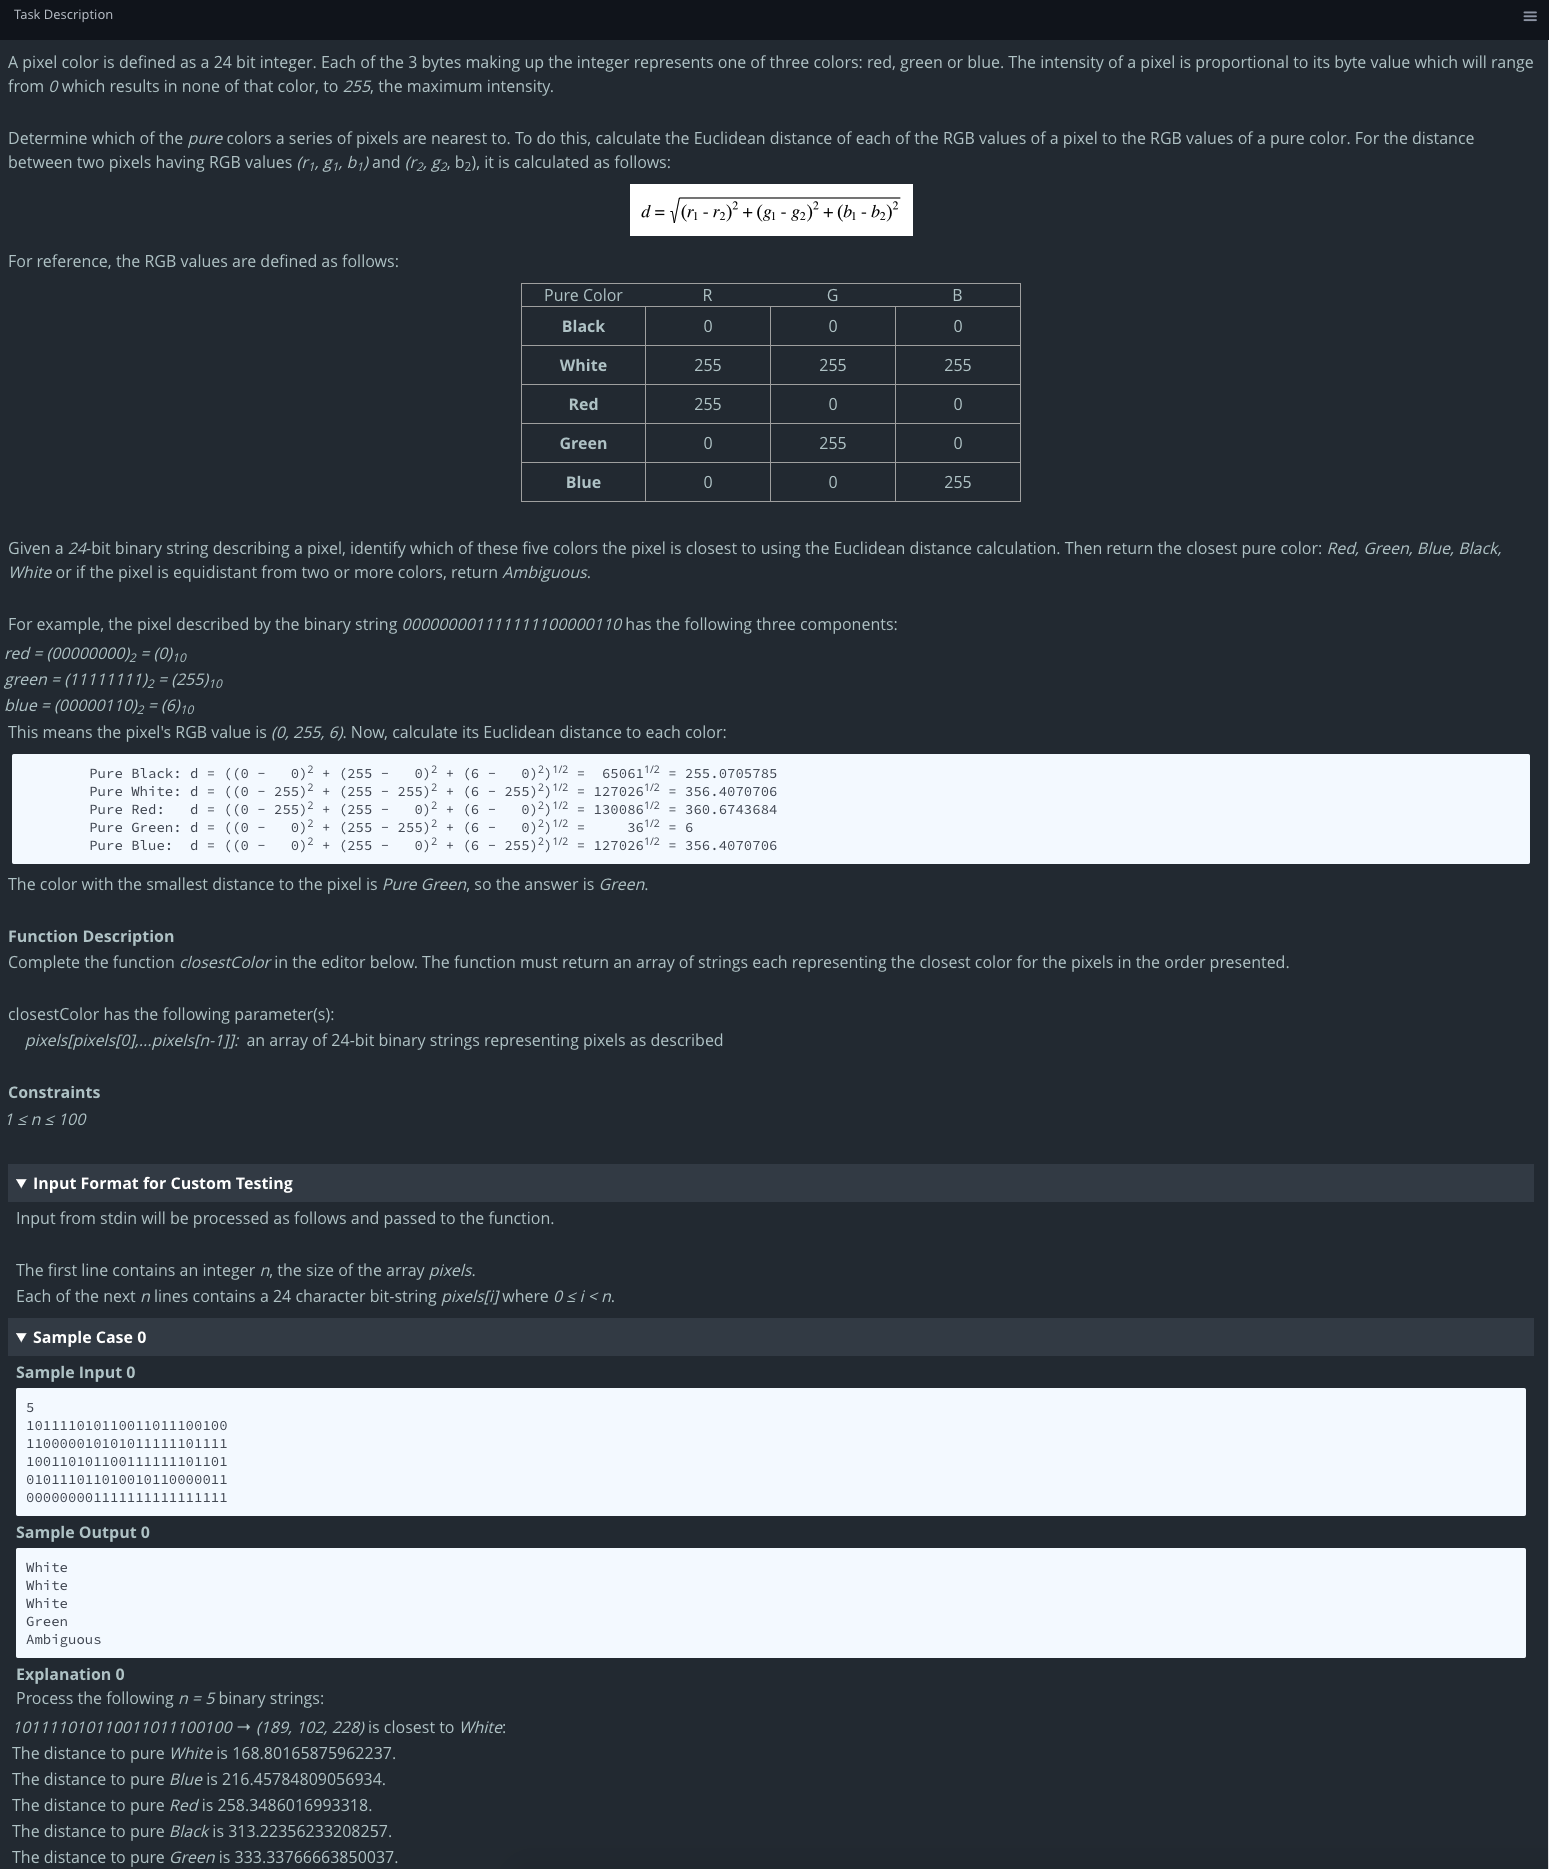 Task Description
A pixel color is defined as a 24 bit integer. Each of the 3 bytes making up the integer represents one of three colors: red, green or blue. The intensity of a pixel is proportional to its byte value which will range
from 0 which results in none of that color, to 255, the maximum intensity.
Determine which of the pure colors a series of pixels are nearest to. To do this, calculate the Euclidean distance of each of the RGB values of a pixel to the RGB values of a pure color. For the distance
between two pixels having RGB values (r₁, g₁, b₁) and (r₂, g₂, b₂), it is calculated as follows:
d = √(r₁ - r₂)² + (g₁ - g₂)² + (b₁ - b₂)²
For reference, the RGB values are defined as follows:
Pure Color R G B
Black 0 0 0
White 255 255 255
Red 255 0 0
Green 0 255 0
Blue 0 0 255
Given a 24-bit binary string describing a pixel, identify which of these five colors the pixel is closest to using the Euclidean distance calculation. Then return the closest pure color: Red, Green, Blue, Black,
White or if the pixel is equidistant from two or more colors, return Ambiguous.
For example, the pixel described by the binary string 000000001111111100000110 has the following three components:
red = (00000000)₂ = (0)₁₀
green = (11111111)₂ = (255)₁₀
blue = (00000110)₂ = (6)₁₀
This means the pixel's RGB value is (0, 255, 6). Now, calculate its Euclidean distance to each color:
Pure Black: d = ((0 - 0)² + (255 - 0)² + (6 - 0)²)^1/2 = 65061^1/2 = 255.0705785
Pure White: d = ((0 - 255)² + (255 - 255)² + (6 - 255)²)^1/2 = 127026^1/2 = 356.4070706
Pure Red: d = ((0 - 255)² + (255 - 0)² + (6 - 0)²)^1/2 = 130086^1/2 = 360.6743684
Pure Green: d = ((0 - 0)² + (255 - 255)² + (6 - 0)²)^1/2 = 36^1/2 = 6
Pure Blue: d = ((0 - 0)² + (255 - 0)² + (6 - 255)²)^1/2 = 127026^1/2 = 356.4070706
The color with the smallest distance to the pixel is Pure Green, so the answer is Green.
Function Description
Complete the function closestColor in the editor below. The function must return an array of strings each representing the closest color for the pixels in the order presented.
closestColor has the following parameter(s):
pixels[pixels[0],...pixels[n-1]]: an array of 24-bit binary strings representing pixels as described
Constraints
1 ≤ n ≤ 100
▼ Input Format for Custom Testing
Input from stdin will be processed as follows and passed to the function.
The first line contains an integer n, the size of the array pixels.
Each of the next n lines contains a 24 character bit-string pixels[i] where 0 ≤ i < n.
▼ Sample Case 0
Sample Input 0
5
101111010110011011100100
110000010101011111101111
100110101100111111101101
010111011010010110000011
000000001111111111111111
Sample Output 0
White
White
White
Green
Ambiguous
Explanation 0
Process the following n = 5 binary strings:
101111010110011011100100 → (189, 102, 228) is closest to White:
The distance to pure White is 168.80165875962237.
The distance to pure Blue is 216.45784809056934.
The distance to pure Red is 258.3486016993318.
The distance to pure Black is 313.22356233208257.
The distance to pure Green is 333.33766663850037.